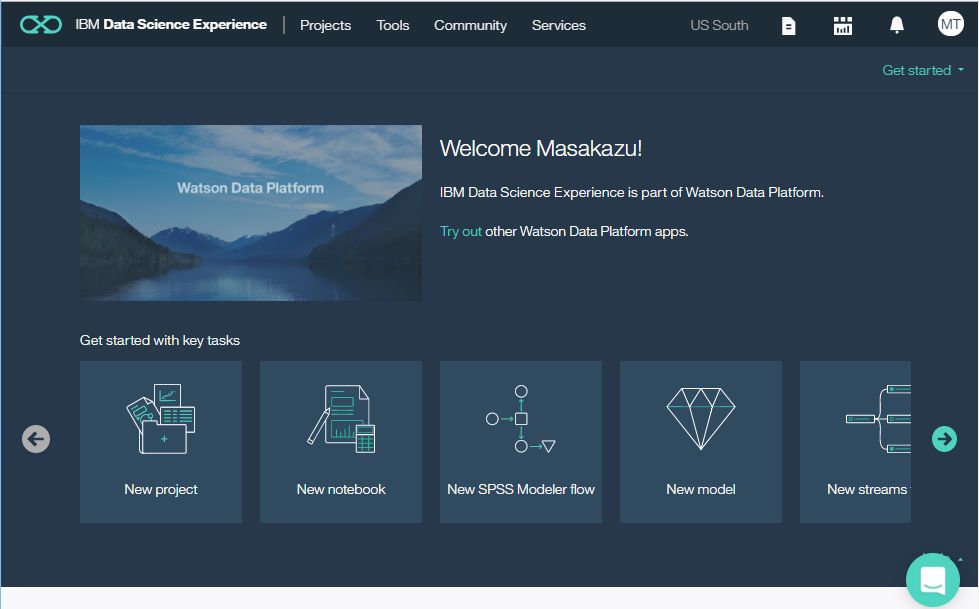 IBM Data Science Experience
Projects
Tools
Community
Services
US South
MT
Get started
Watson Data Platform
Welcome Masakazu!
IBM Data Science Experience is part of Watson Data Platform.
Try out other Watson Data Platform apps.
Get started with key tasks
New project
New notebook
New SPSS Modeler flow
New model
New streams